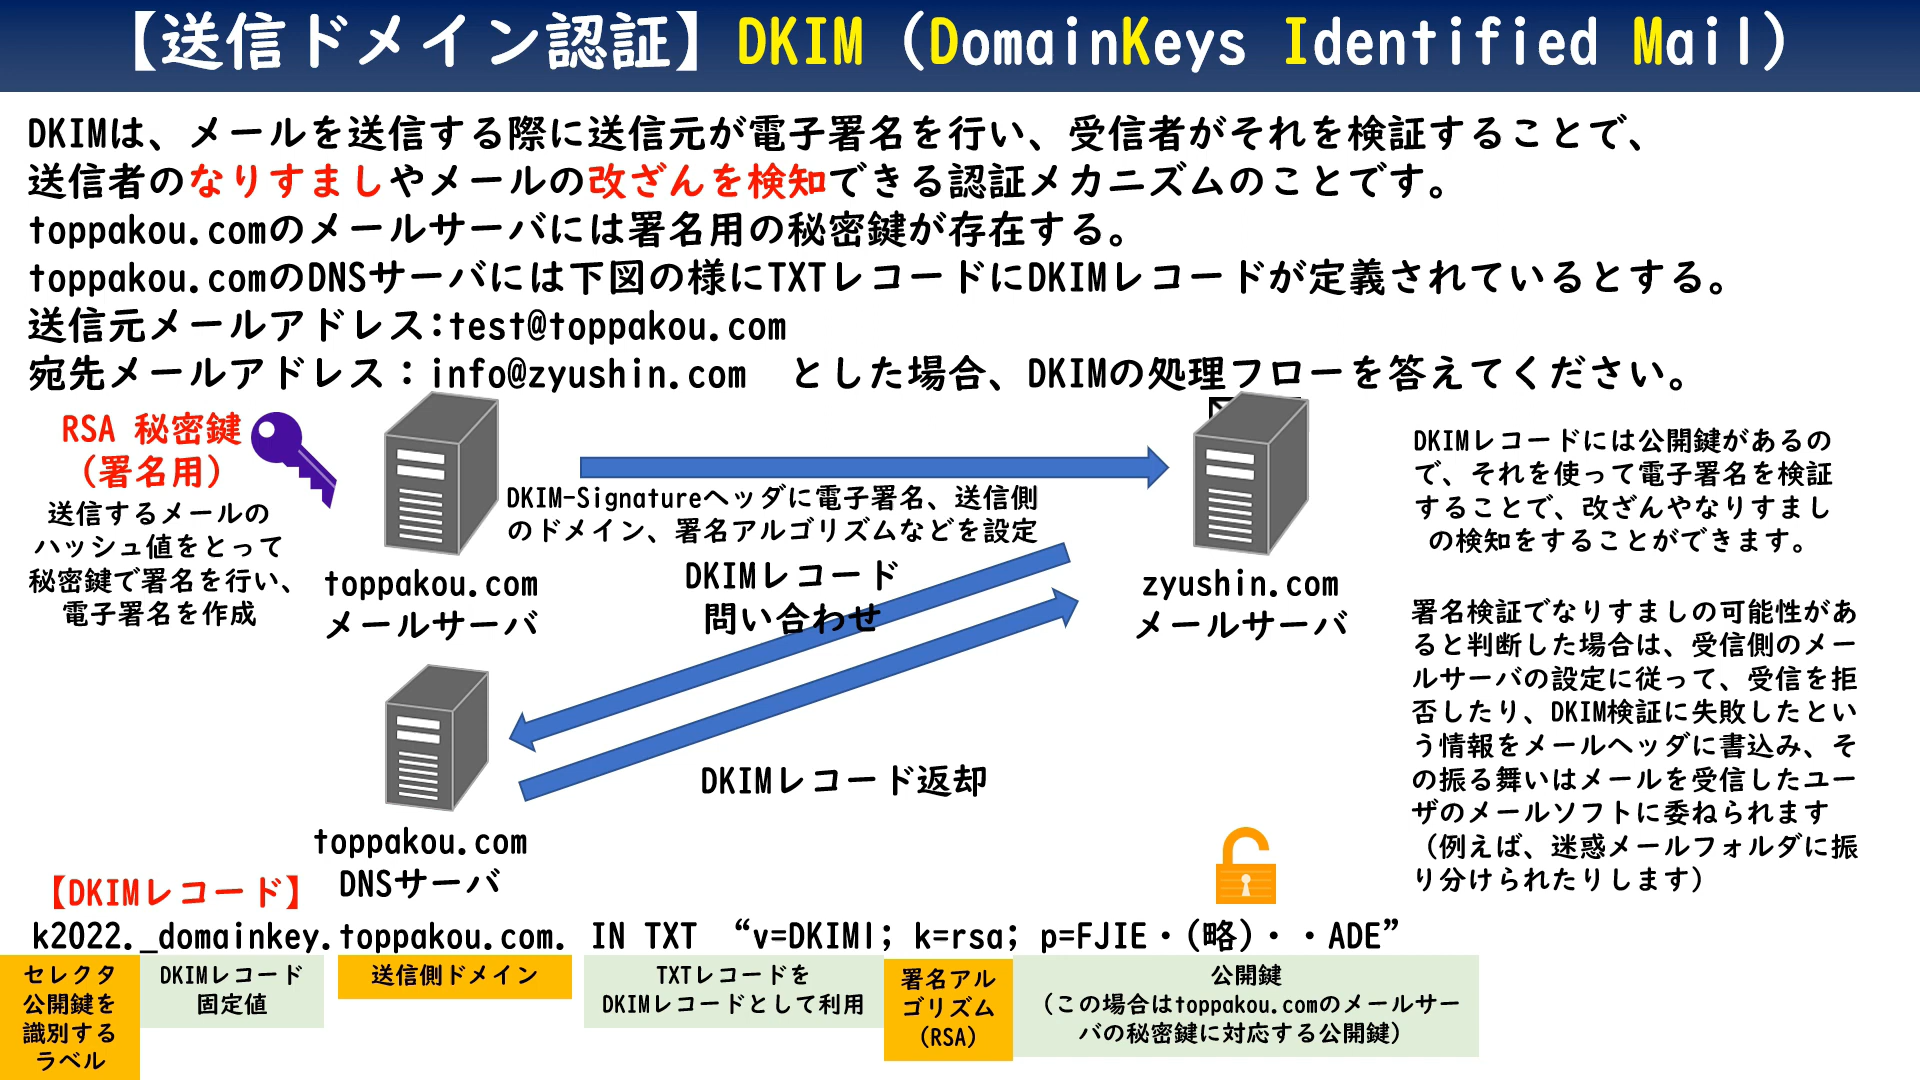 【送信ドメイン認証】DKIM（DomainKeys Identified Mail）
DKIMは、メールを送信する際に送信元が電子署名を行い、受信者がそれを検証することで、
送信者のなりすましやメールの改ざんを検知できる認証メカニズムのことです。
toppakou.comのメールサーバには署名用の秘密鍵が存在する。
toppakou.comのDNSサーバには下図の様にTXTレコードにDKIMレコードが定義されているとする。
送信元メールアドレス:test@toppakou.com
宛先メールアドレス：info@zyushin.com　とした場合、DKIMの処理フローを答えてください。
RSA 秘密鍵
（署名用）
送信するメールの
ハッシュ値をとって
秘密鍵で署名を行い、
電子署名を作成
toppakou.com
メールサーバ
DKIM-Signatureヘッダに電子署名、送信側
のドメイン、署名アルゴリズムなどを設定
DKIMレコード
問い合わせ
zyushin.com
メールサーバ
DKIMレコード返却
toppakou.com
DNSサーバ
DKIMレコードには公開鍵があるの
で、それを使って電子署名を検証
することで、改ざんやなりすまし
の検知をすることができます。
署名検証でなりすましの可能性があ
ると判断した場合は、受信側のメー
ルサーバの設定に従って、受信を拒
否したり、DKIM検証に失敗したとい
う情報をメールヘッダに書込み、そ
の振る舞いはメールを受信したユー
ザのメールソフトに委ねられます
（例えば、迷惑メールフォルダに振
り分けられたりします）
【DKIMレコード】
k2022._domainkey.toppakou.com. IN TXT “v=DKIM1; k=rsa; p=FJIE・(略)・・ADE”
セレクタ
公開鍵を
識別する
ラベル
DKIMレコード
固定値
送信側ドメイン
TXTレコードを
DKIMレコードとして利用
署名アル
ゴリズム
（RSA）
公開鍵
（この場合はtoppakou.comのメールサー
バの秘密鍵に対応する公開鍵）